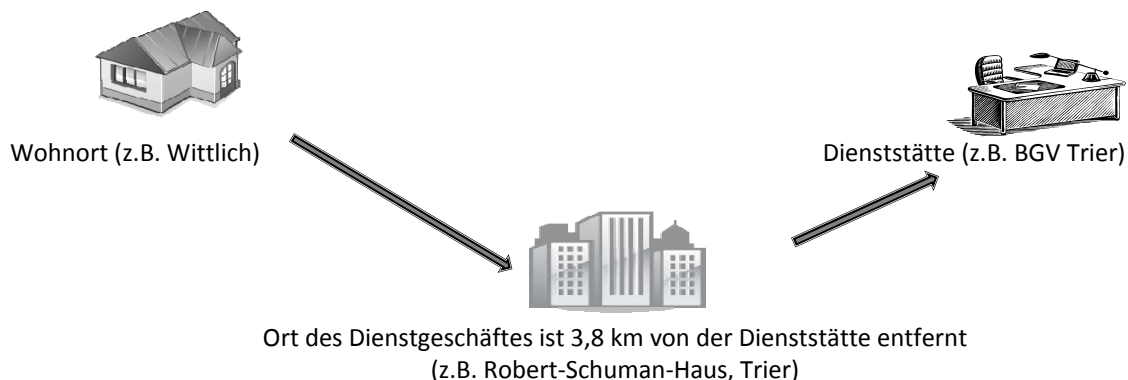 Wohnort (z.B. Wittlich)
Dienststätte (z.B. BGV Trier)
Ort des Dienstgeschäftes ist 3,8 km von der Dienststätte entfernt
(z.B. Robert-Schuman-Haus, Trier)